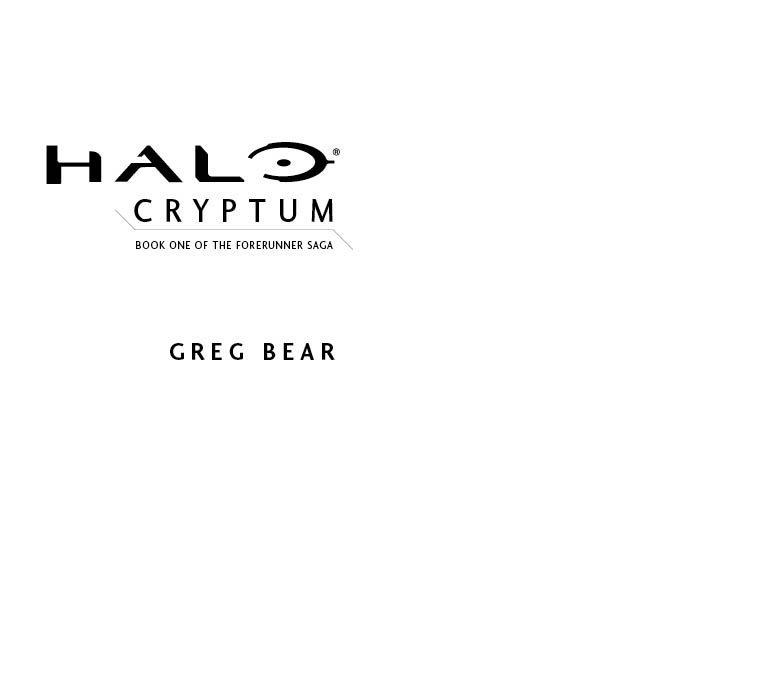 HALO®
CRYPTUM
BOOK ONE OF THE FORERUNNER SAGA
GREG BEAR